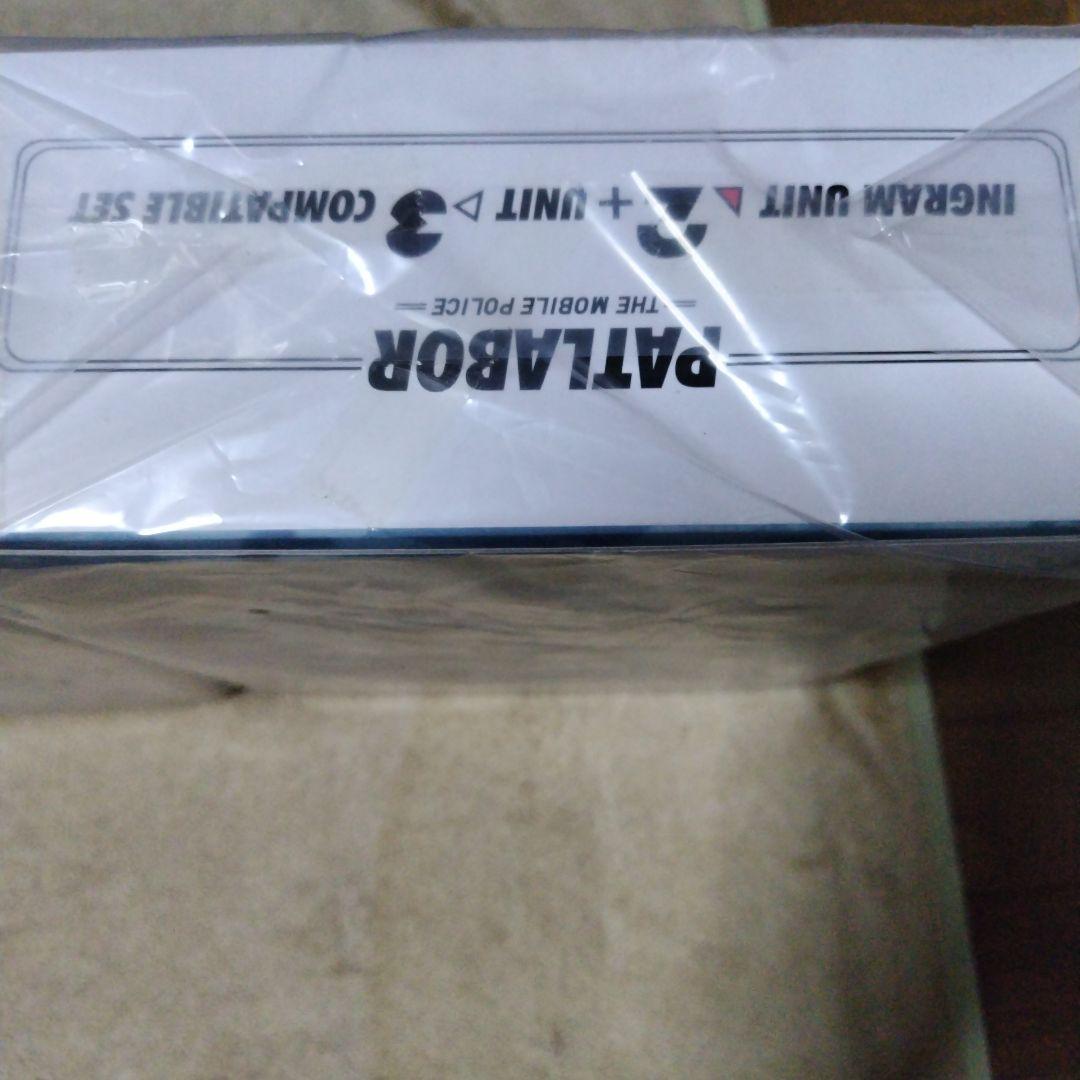 PATLABOR
THE MOBILE POLICE
INGRAM UNIT 2 + UNIT 3 COMPATIBLE SET